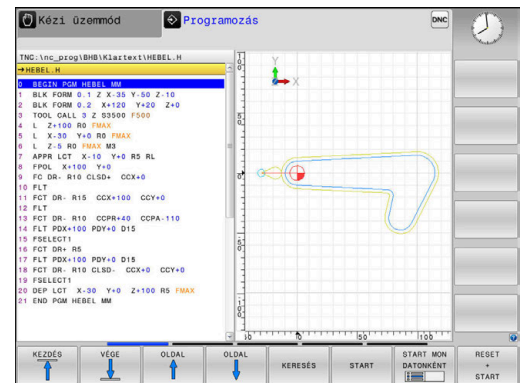 Kézi üzemmód
Programozás
DNC
TNC:\nc_prog\BHB\Klartext\HEBEL.H
→HEBEL.H
0 BEGIN PGM HEBEL MM
1 BLK FORM 0.1 Z X-35 Y-50 Z-10
2 BLK FORM 0.2 X+120 Y+20 Z+0
3 TOOL CALL 3 Z S3500 F500
4 L Z+100 R0 FMAX
5 L X-30 Y+0 R0 FMAX
6 L Z-5 R0 FMAX M3
7 APPR LCT X-10 Y+0 R5 RL
8 FPOL X+100 Y+0
9 FC DR- R10 CLSD+ CCX+0
10 FLT
11 FCT DR- R15 CCX+100 CCY+0
12 FLT
13 FCT DR- R10 CCPR+40 CCPA-110
14 FLT PDX+100 PDY+0 D15
15 FSELECT1
16 FCT DR+ R5
17 FLT PDX+100 PDY+0 D15
18 FCT DR- R10 CLSD- CCX+0 CCY+0
19 FSELECT1
20 DEP LCT X-30 Y+0 Z+100 R5 FMAX
21 END PGM HEBEL MM
Y
X
50
100
KEZDÉS
VÉGE
OLDAL
OLDAL
KERESÉS
START
START MON
DATONKÉNT
RESET
+
START